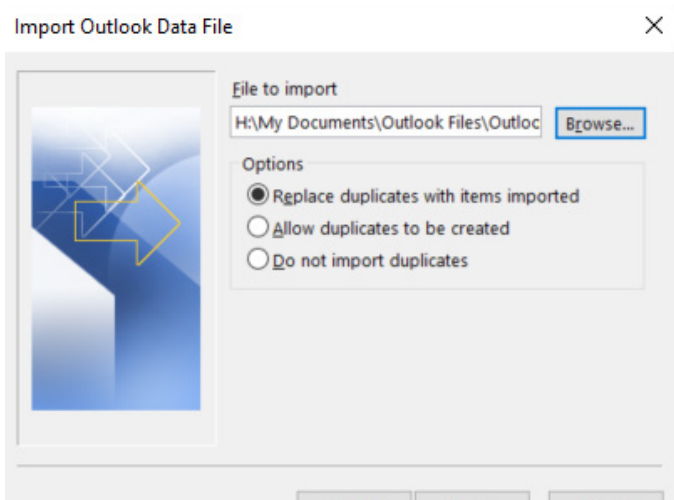 Import Outlook Data File
File to import
H:\My Documents\Outlook Files\Outloc
Browse...
Options
Replace duplicates with items imported
Allow duplicates to be created
Do not import duplicates